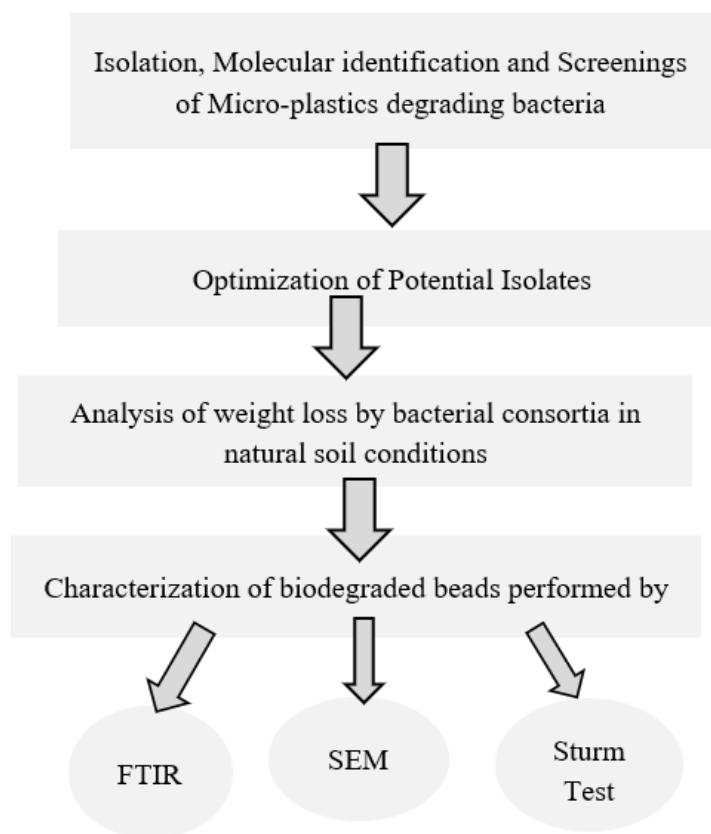 Isolation, Molecular identification and Screenings
of Micro-plastics degrading bacteria
Optimization of Potential Isolates
Analysis of weight loss by bacterial consortia in
natural soil conditions
Characterization of biodegraded beads performed by
FTIR
SEM
Sturm
Test